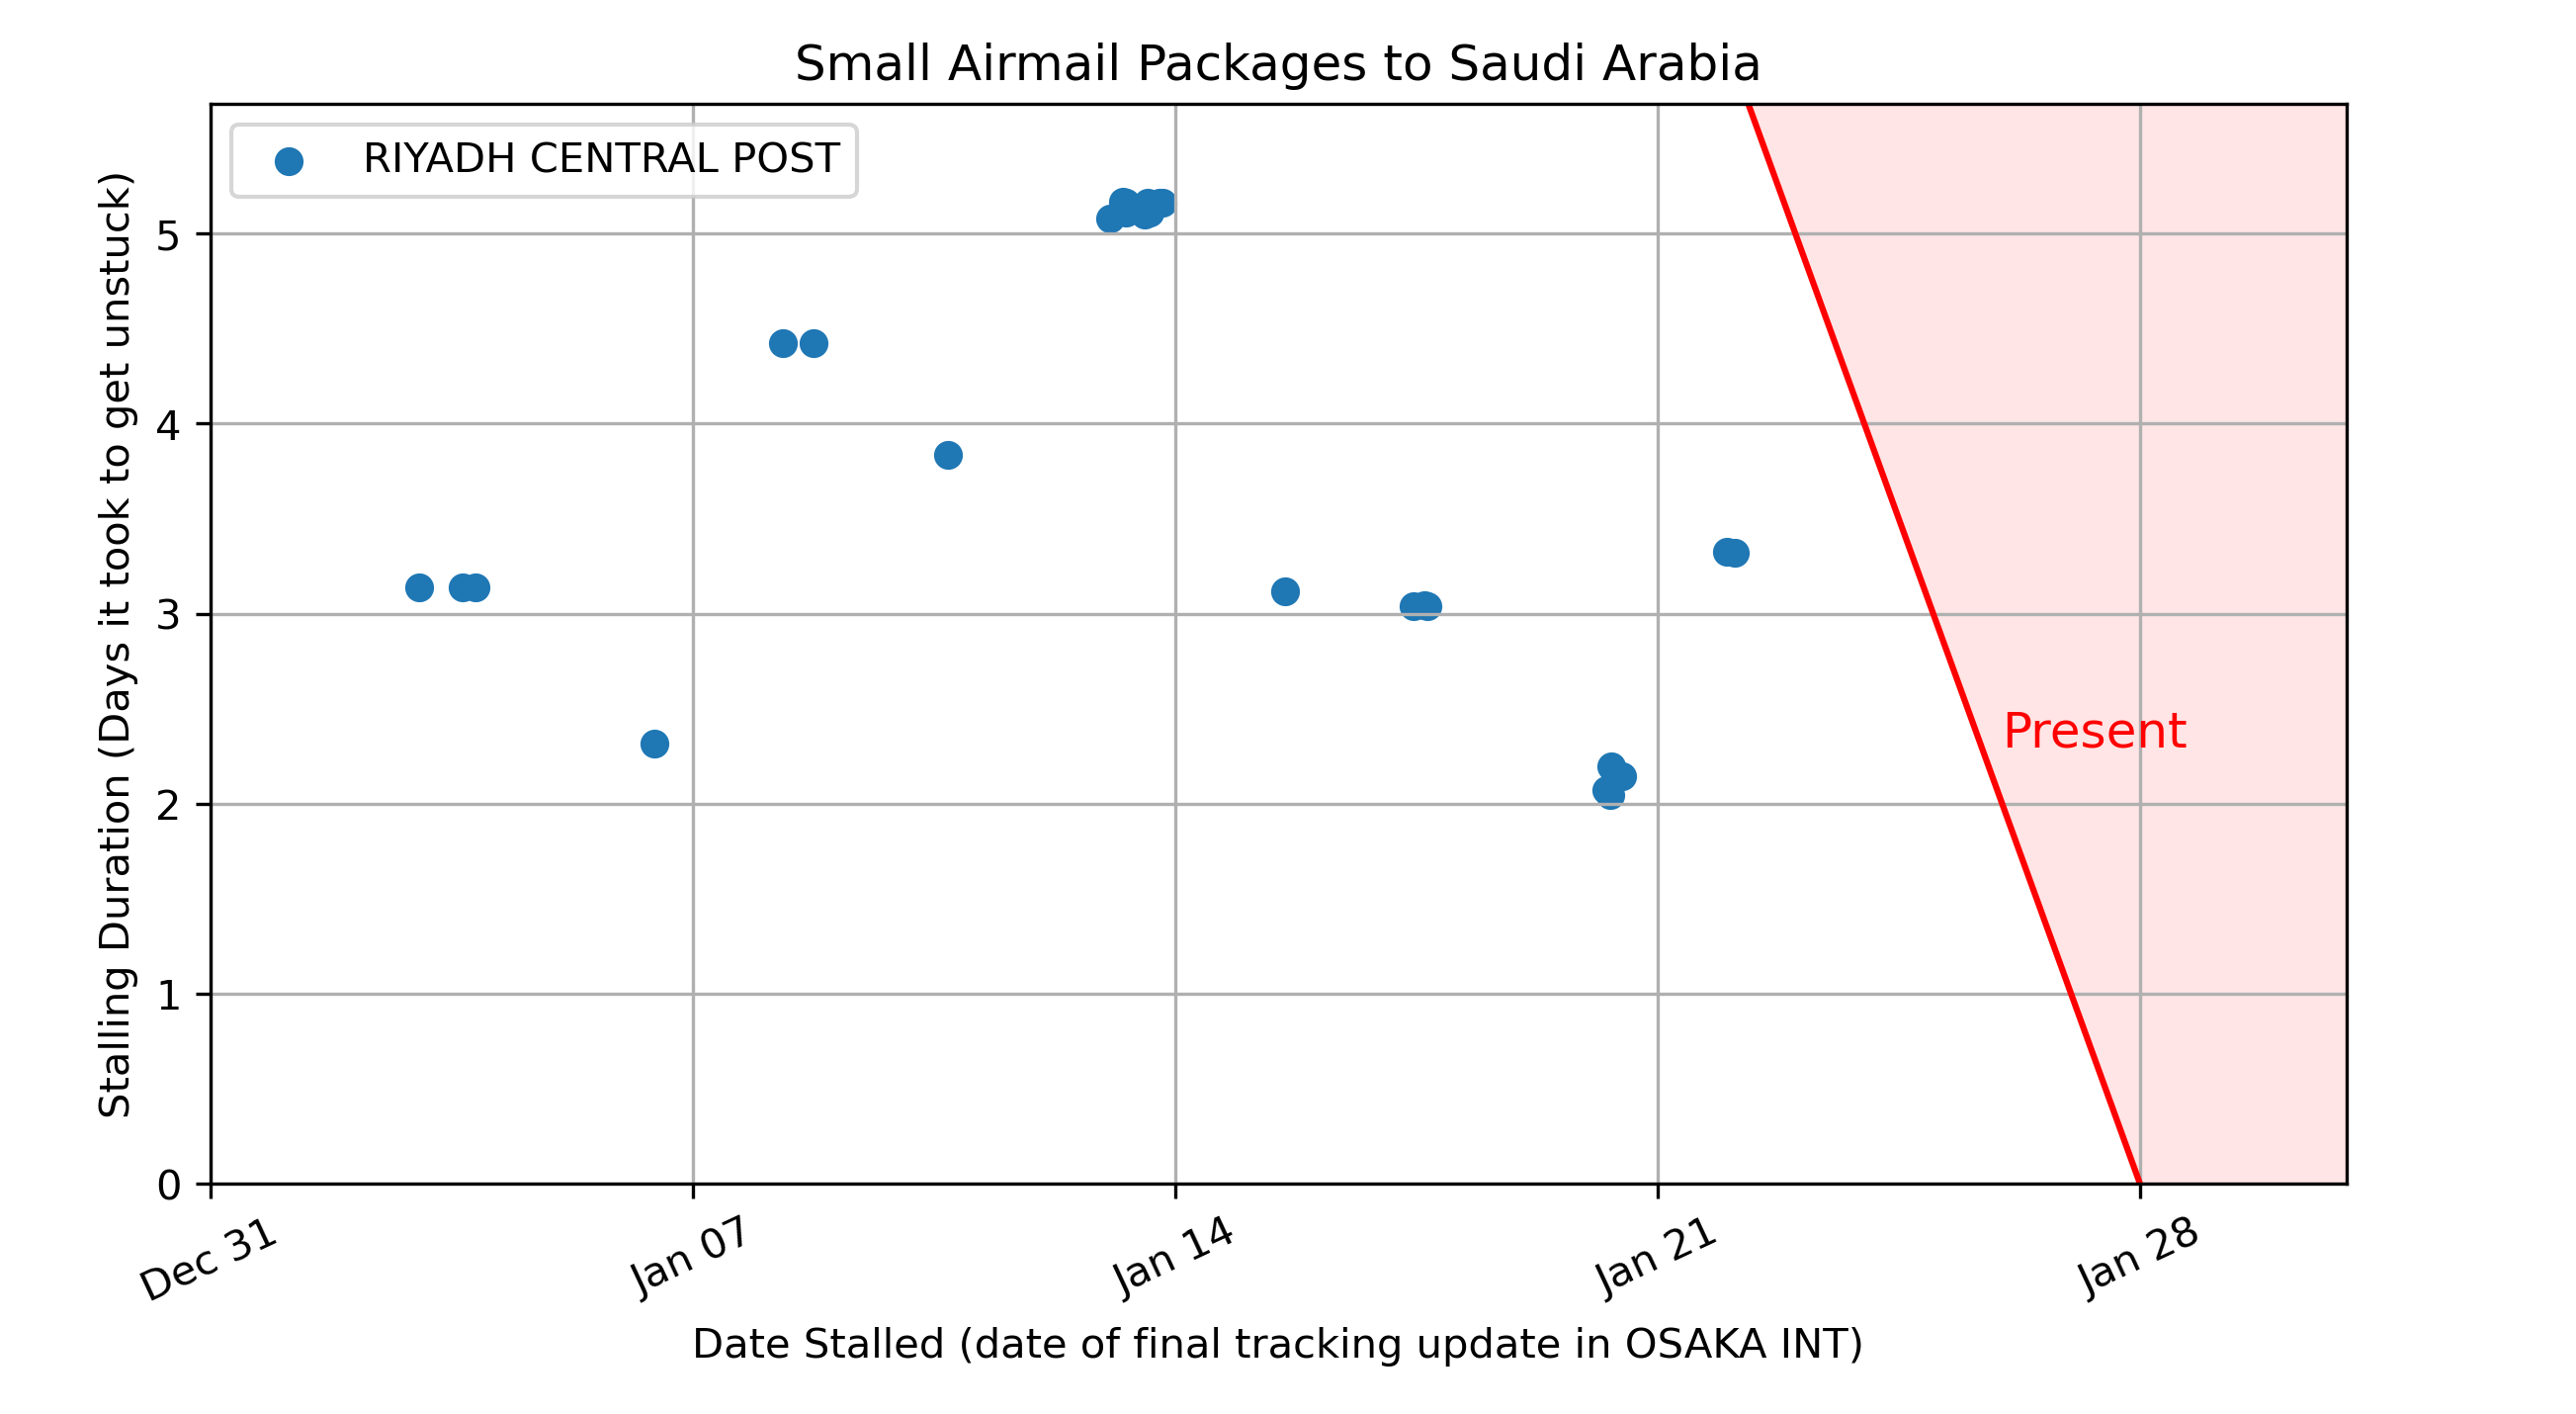 Small Airmail Packages to Saudi Arabia
RIYADH CENTRAL POST
Stalling Duration (Days it took to get unstuck)
5
4
3
2
1
0
Present
Dec 31
Jan 07
Jan 14
Jan 21
Jan 28
Date Stalled (date of final tracking update in OSAKA INT)